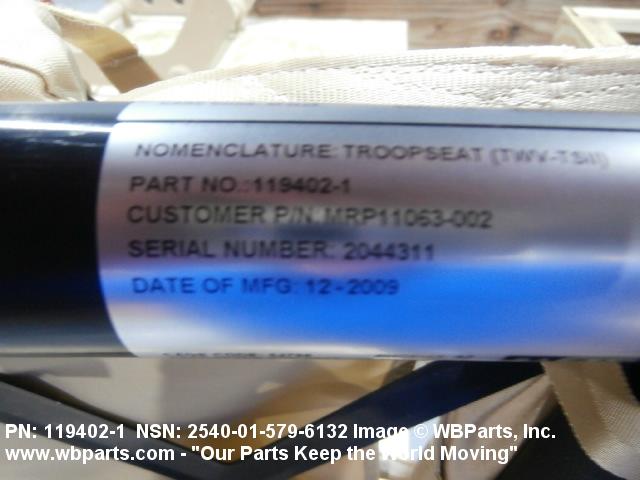 NOMENCLATURE: TROOPSEAT (TWV-TSII)
PART NO.:119402-1
CUSTOMER P/N: MRP11063-002
SERIAL NUMBER: 2044311
DATE OF MFG: 12-2009
PN: 119402-1 NSN: 2540-01-579-6132 Image © WBParts, Inc.
www.wbparts.com - "Our Parts Keep the World Moving"